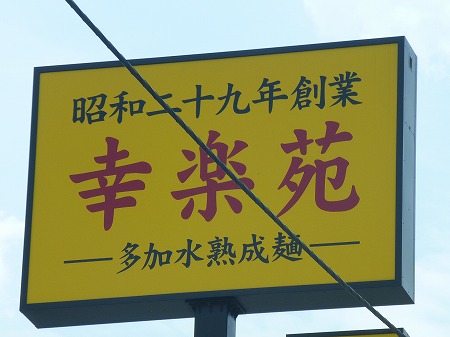 昭和二十九年創業
幸楽苑
多加水熟成麺